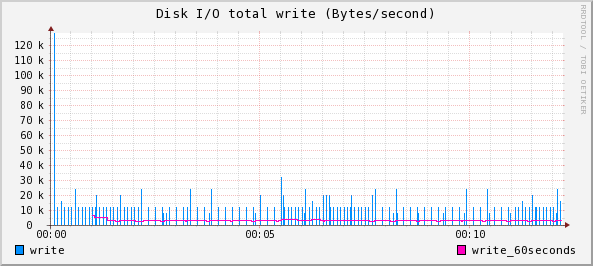 Disk I/O total write (Bytes/second)
RRDTOOL / TOBI OETIKER
120 k
110 k
100 k
90 k
80 k
70 k
60 k
50 k
40 k
30 k
20 k
10 k
0
00:00 00:05 00:10
write write_60seconds